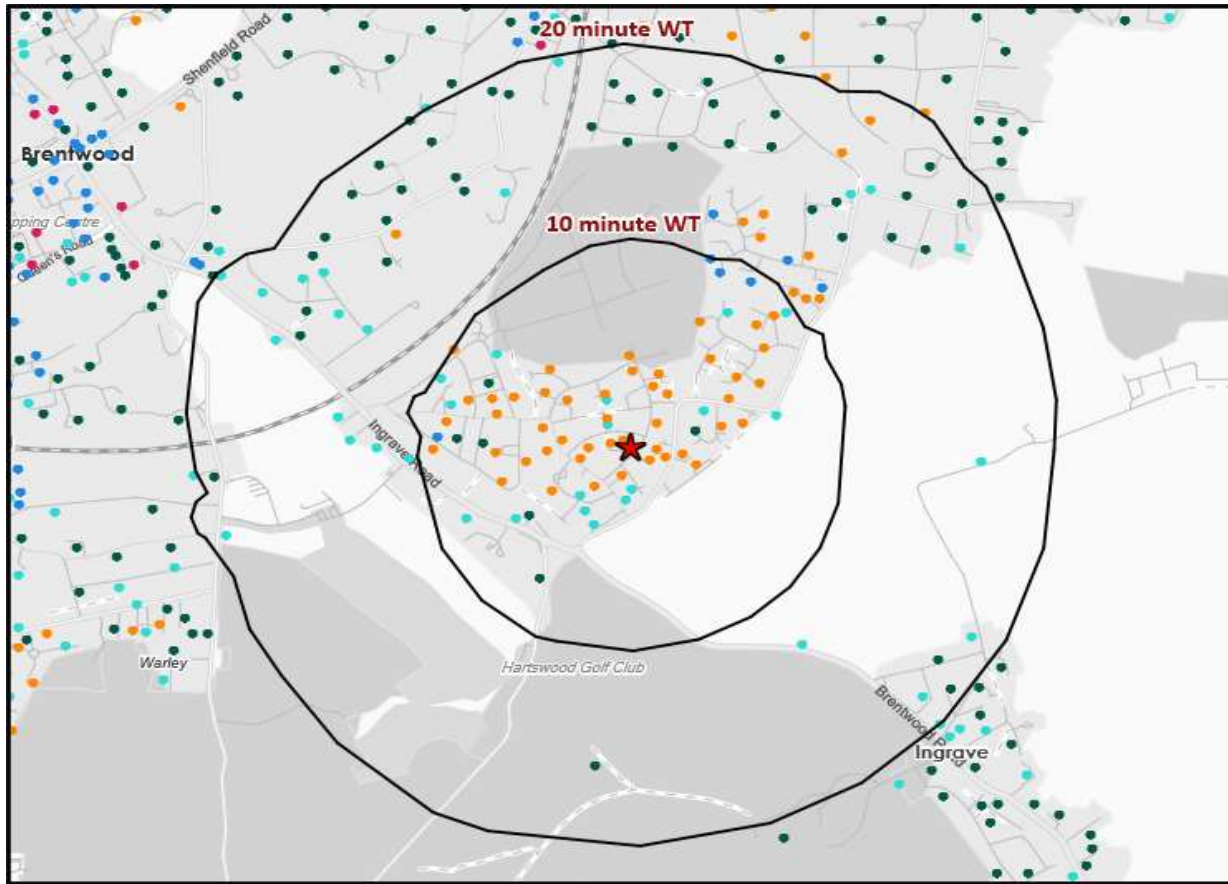 20 minute WT
Shenfield Road
Brentwood
pping Centre
Queen's Road
10 minute WT
Ingrave Road
Warley
Hartswood Golf Club
Brentwood Road
Ingrave